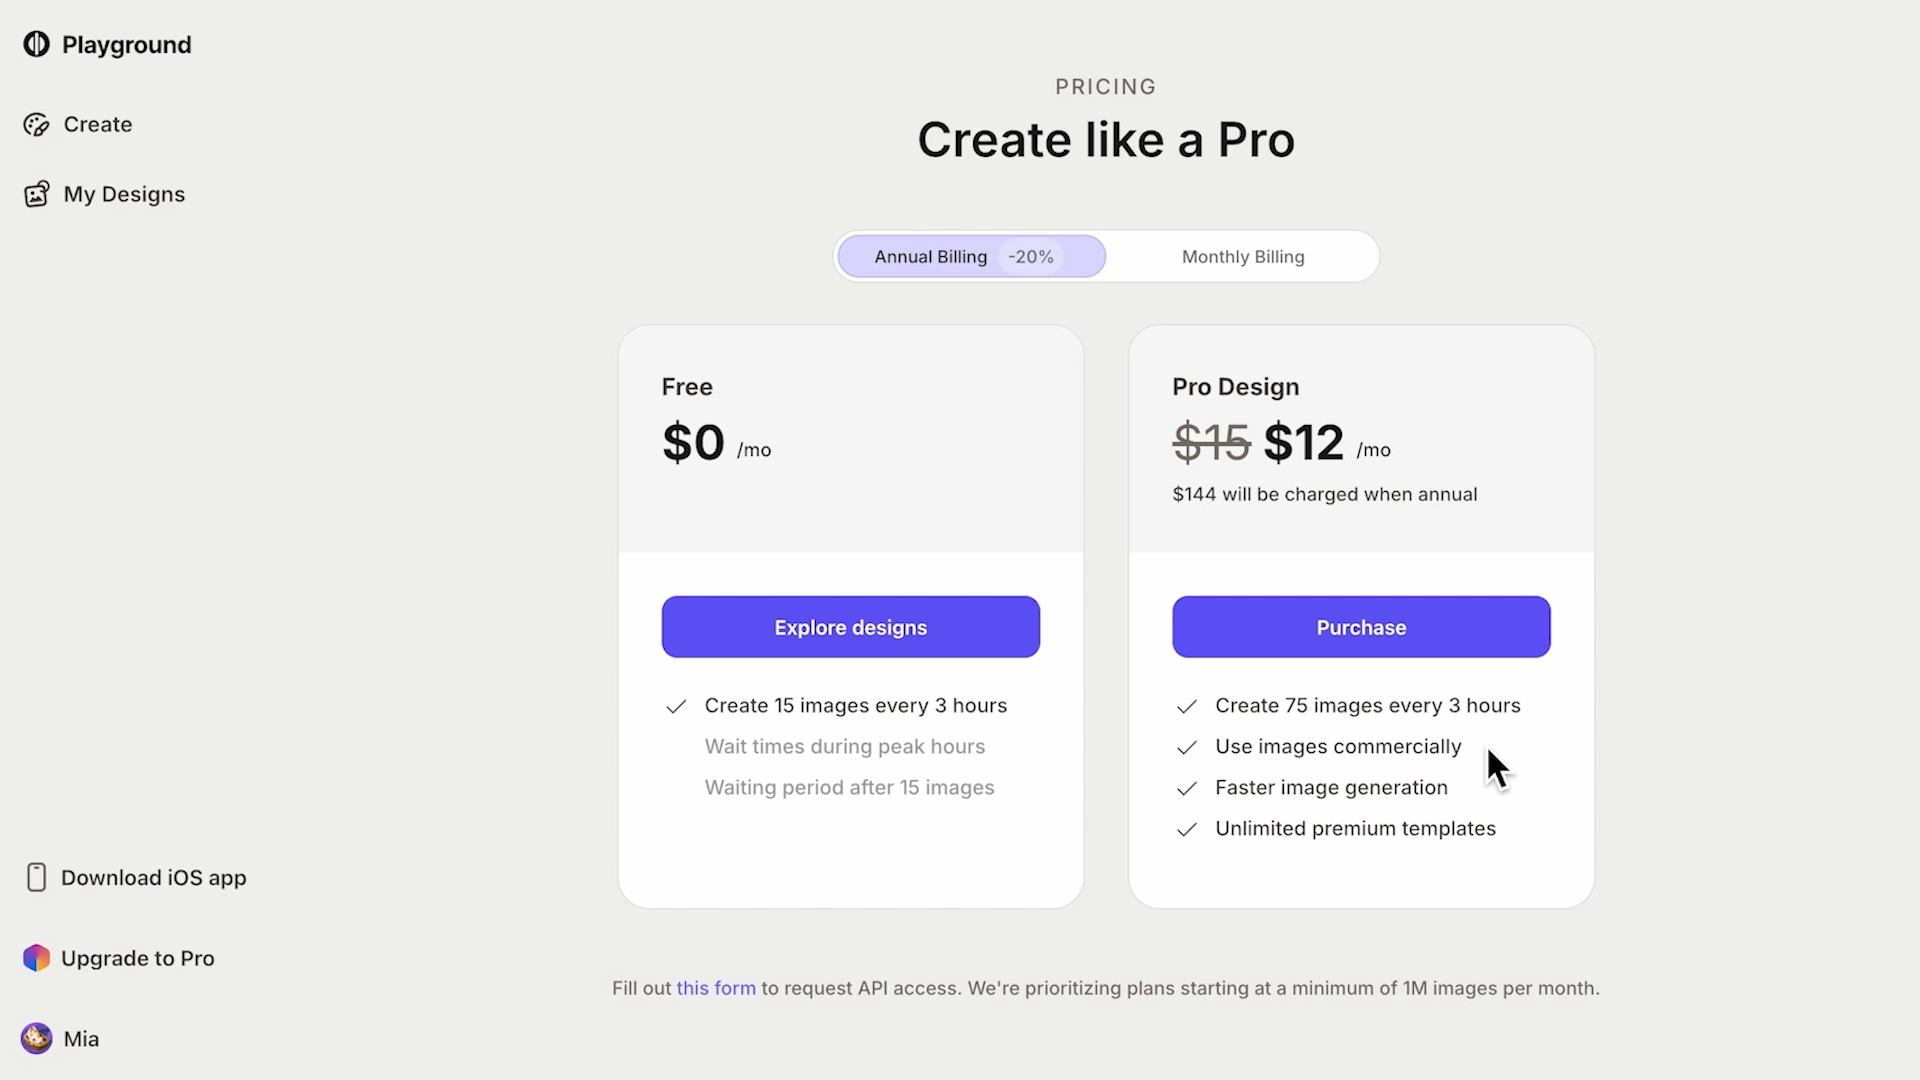 Playground
Create
My Designs
PRICING
Create like a Pro
Annual Billing -20%
Monthly Billing
Free
$0 /mo
Explore designs
Create 15 images every 3 hours
Wait times during peak hours
Waiting period after 15 images
Pro Design
$15 $12 /mo
$144 will be charged when annual
Purchase
Create 75 images every 3 hours
Use images commercially
Faster image generation
Unlimited premium templates
Fill out this form to request API access. We're prioritizing plans starting at a minimum of 1M images per month.
Download iOS app
Upgrade to Pro
Mia